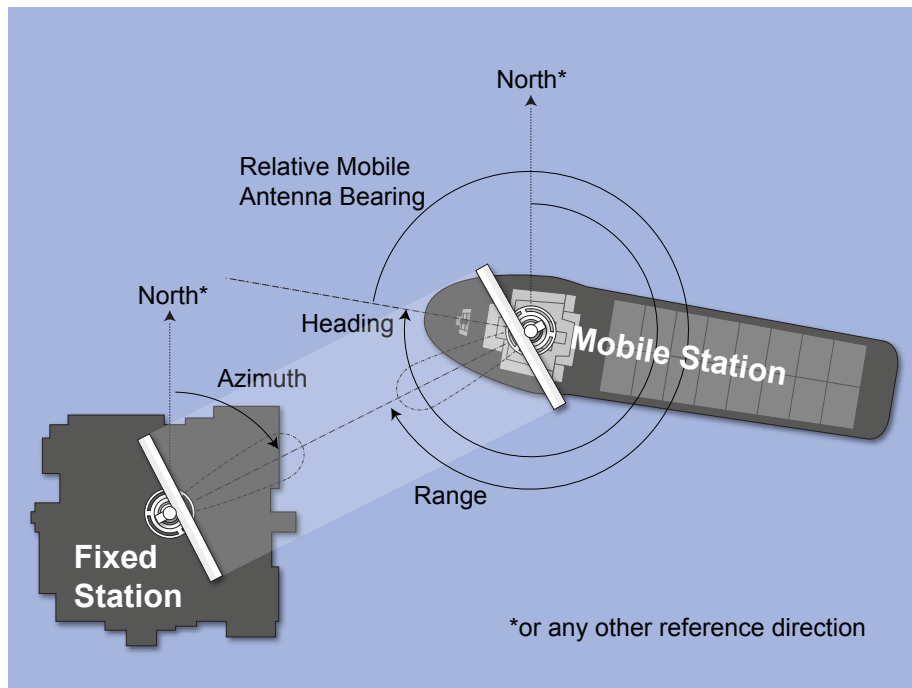 North*
Relative Mobile
Antenna Bearing
North*
Heading
Mobile Station
Azimuth
Range
Fixed
Station
*or any other reference direction